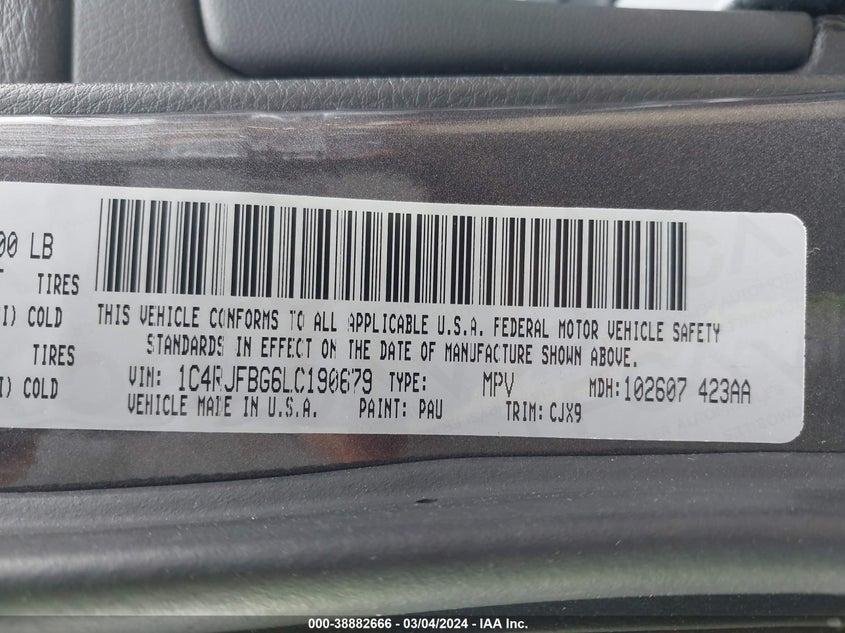 00 LB
TIRES
I) COLD
TIRES
I) COLD
THIS VEHICLE CONFORMS TO ALL APPLICABLE U.S.A. FEDERAL MOTOR VEHICLE SAFETY
STANDARDS IN EFFECT ON THE DATE OF MANUFACTURE SHOWN ABOVE.
VIN: 1C4RJFBG6LC190679 TYPE: MPV MDH:102607 423AA
VEHICLE MADE IN U.S.A. PAINT: PAU TRIM: CJX9
000-38882666 - 03/04/2024 - IAA Inc.